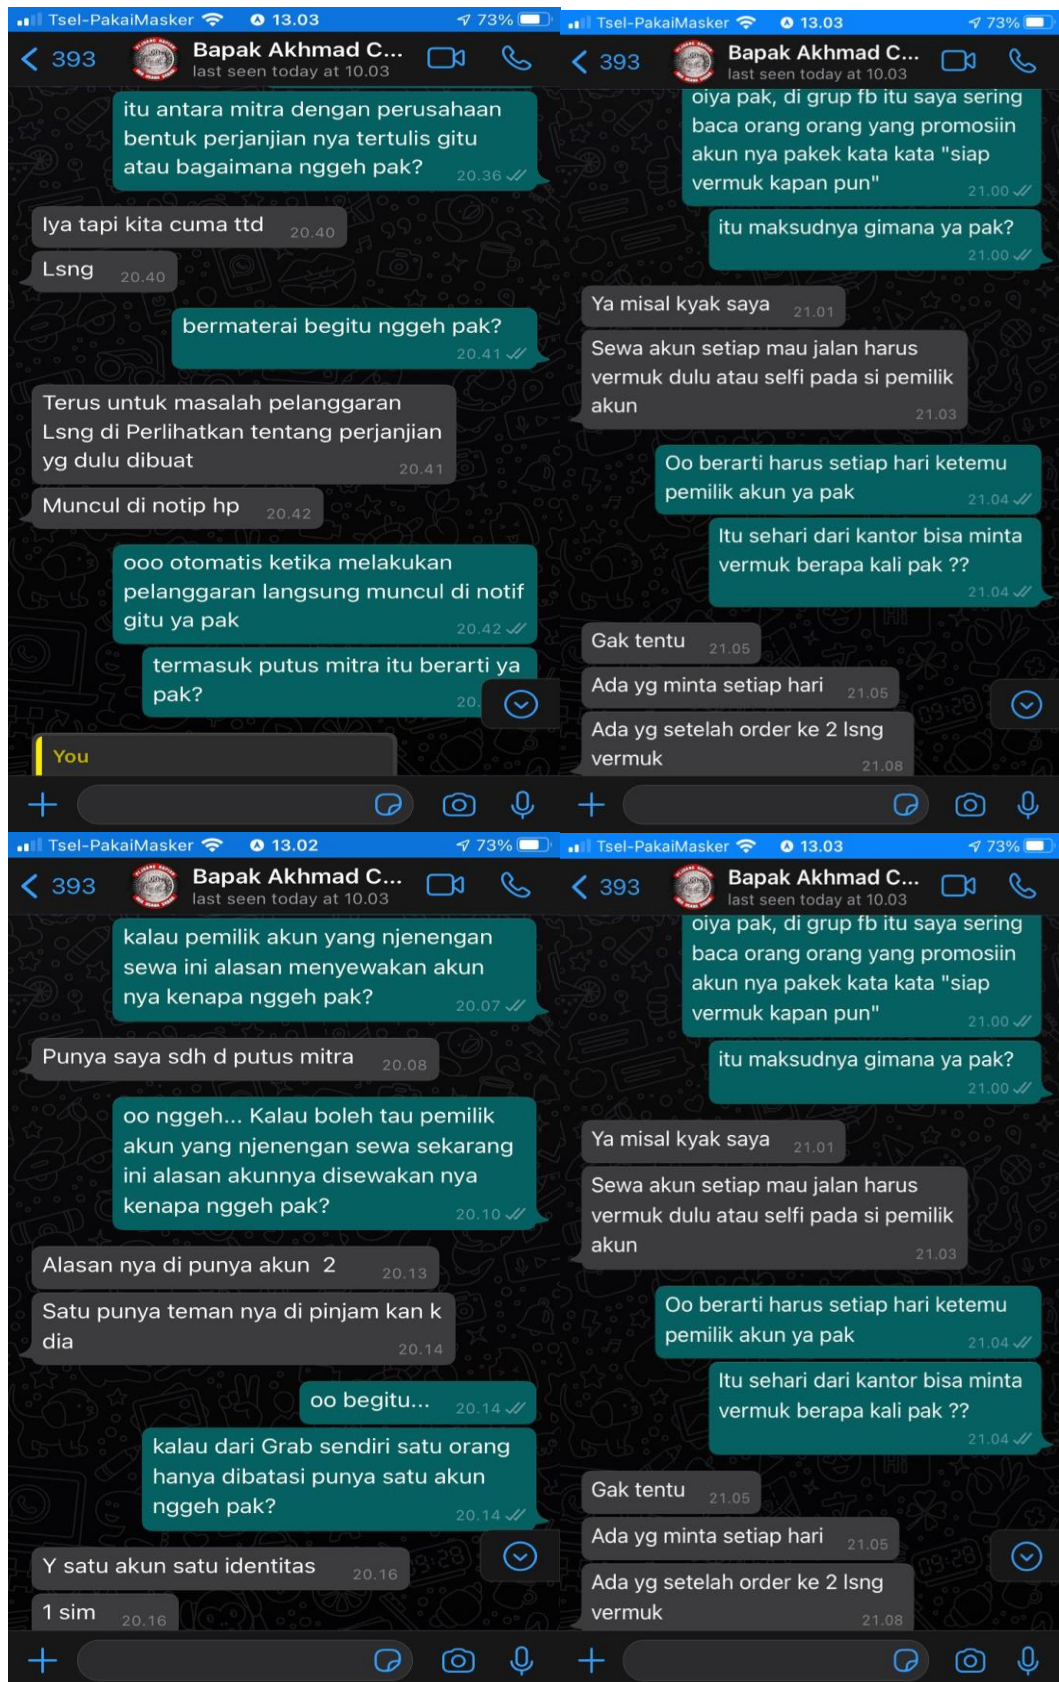 Tsel-PakaiMasker 13.03 73%
393 Bapak Akhmad C...
last seen today at 10.03
itu antara mitra dengan perusahaan
bentuk perjanjian nya tertulis gitu
atau bagaimana nggeh pak? 20.36
Iya tapi kita cuma ttd 20.40
Lsng 20.40
bermaterai begitu nggeh pak?
20.41
Terus untuk masalah pelanggaran
Lsng di Perlihatkan tentang perjanjian
yg dulu dibuat 20.41
Muncul di notip hp 20.42
ooo otomatis ketika melakukan
pelanggaran langsung muncul di notif
gitu ya pak 20.42
termasuk putus mitra itu berarti ya
pak? 20.
You
Tsel-PakaiMasker 13.03 73%
393 Bapak Akhmad C...
last seen today at 10.03
oiya pak, di grup fb itu saya sering
baca orang orang yang promosiin
akun nya pakek kata kata "siap
vermuk kapan pun" 21.00
itu maksudnya gimana ya pak?
21.00
Ya misal kyak saya 21.01
Sewa akun setiap mau jalan harus
vermuk dulu atau selfi pada si pemilik
akun 21.03
Oo berarti harus setiap hari ketemu
pemilik akun ya pak 21.04
Itu sehari dari kantor bisa minta
vermuk berapa kali pak ??
21.04
Gak tentu 21.05
Ada yg minta setiap hari 21.05
Ada yg setelah order ke 2 lsng
vermuk 21.08
Tsel-PakaiMasker 13.02 73%
393 Bapak Akhmad C...
last seen today at 10.03
kalau pemilik akun yang njenengan
sewa ini alasan menyewakan akun
nya kenapa nggeh pak? 20.07
Punya saya sdh d putus mitra 20.08
oo nggeh... Kalau boleh tau pemilik
akun yang njenengan sewa sekarang
ini alasan akunnya disewakan nya
kenapa nggeh pak? 20.10
Alasan nya di punya akun 2 20.13
Satu punya teman nya di pinjam kan k
dia 20.14
oo begitu... 20.14
kalau dari Grab sendiri satu orang
hanya dibatasi punya satu akun
nggeh pak? 20.14
Y satu akun satu identitas 20.16
1 sim 20.16
Tsel-PakaiMasker 13.03 73%
393 Bapak Akhmad C...
last seen today at 10.03
oiya pak, di grup fb itu saya sering
baca orang orang yang promosiin
akun nya pakek kata kata "siap
vermuk kapan pun" 21.00
itu maksudnya gimana ya pak?
21.00
Ya misal kyak saya 21.01
Sewa akun setiap mau jalan harus
vermuk dulu atau selfi pada si pemilik
akun 21.03
Oo berarti harus setiap hari ketemu
pemilik akun ya pak 21.04
Itu sehari dari kantor bisa minta
vermuk berapa kali pak ??
21.04
Gak tentu 21.05
Ada yg minta setiap hari 21.05
Ada yg setelah order ke 2 lsng
vermuk 21.08